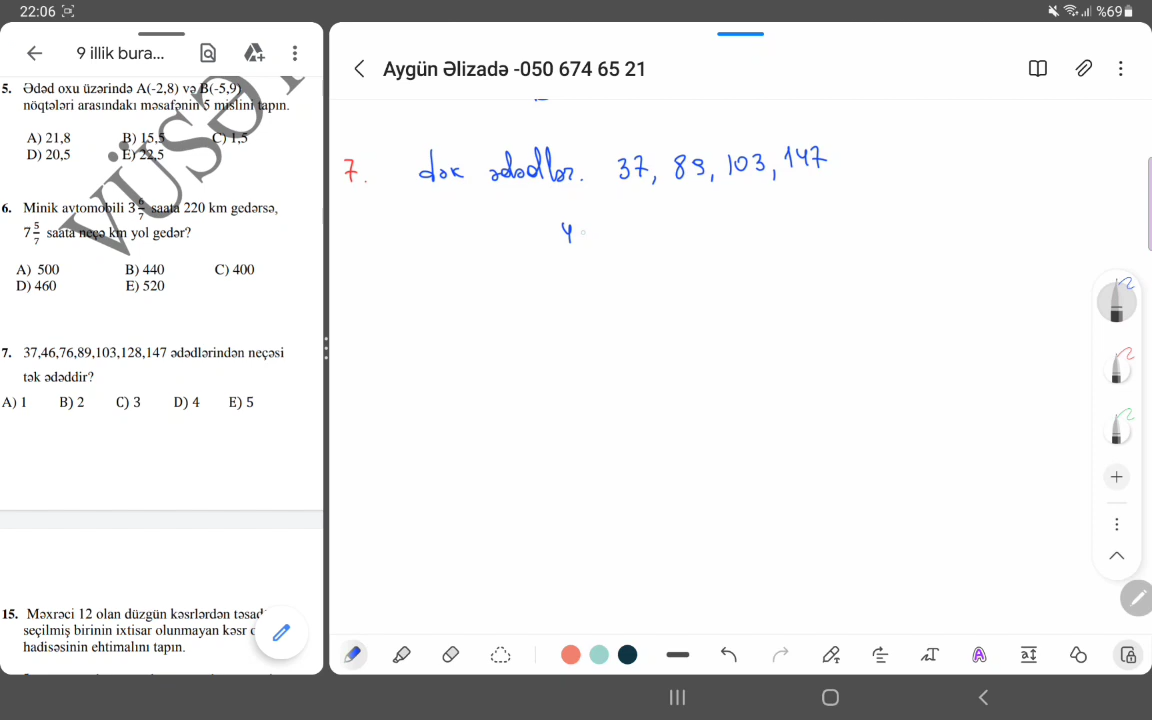 22:06
%69
9 illik bura...
Aygün Əlizadə -050 674 65 21
5. Ədəd oxu üzərində A(-2,8) və B(-5,9)
nöqtələri arasındakı məsafənin 5 mislini tapın.
A) 21,8 B) 15,5 C) 1,5
D) 20,5 E) 22,5
6. Minik avtomobili 3 6/7 saata 220 km gedərsə,
7 5/7 saata neçə km yol gedər?
A) 500 B) 440 C) 400
D) 460 E) 520
7. 37,46,76,89,103,128,147 ədədlərindən neçəsi
tək ədəddir?
A) 1 B) 2 C) 3 D) 4 E) 5
15. Məxrəci 12 olan düzgün kəsrlərdən
seçilmiş birinin ixtisar olunmayan kəsr
hadisəsinin ehtimalını tapın.
VÜSƏ
7. dək ədədlər. 37, 89, 103, 147
4